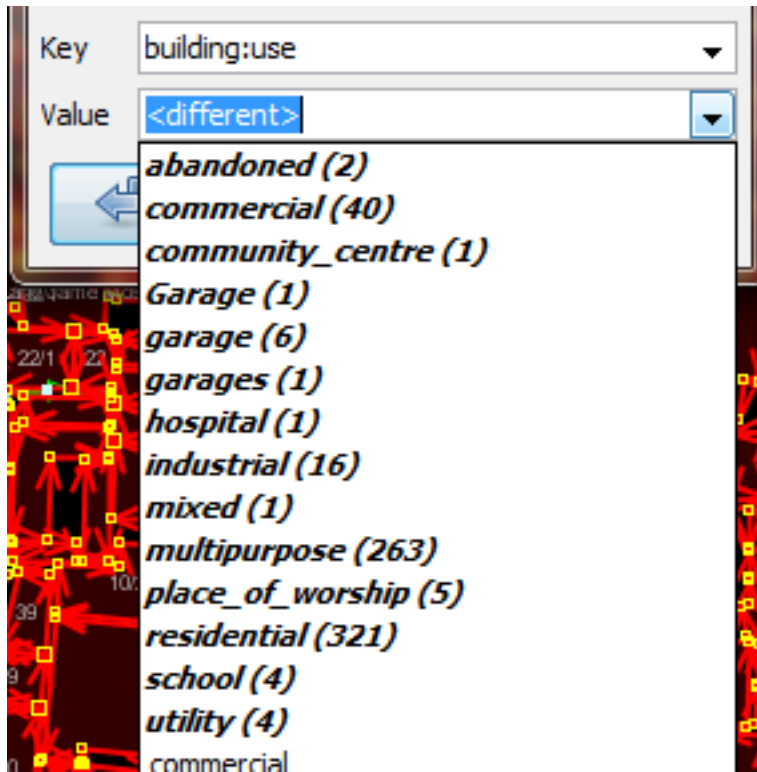 Key building:use
Value <different>
abandoned (2)
commercial (40)
community_centre (1)
Garage (1)
garage (6)
garages (1)
hospital (1)
industrial (16)
mixed (1)
multipurpose (263)
22/1
place_of_worship (5)
39
residential (321)
school (4)
utility (4)
commercial